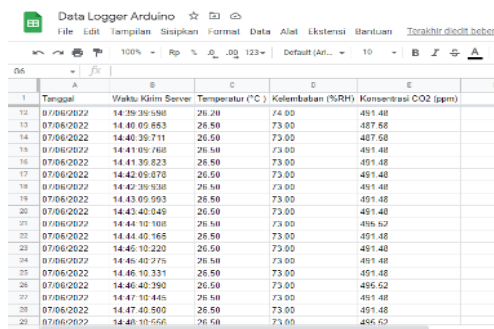 Data Logger Arduino
File Edit Tampilan Sisipkan Format Data Alat Ekstensi Bantuan Terakhir diedit beber
100% Rp % .0 .00 123 Default (Ari... 10 B I S A
G6 fx
A B C D E
1 Tanggal Waktu Kirim Server Temperatur (°C ) Kelembaban (%RH) Konsentrasi CO2 (ppm)
12 07/06/2022 14:39:39:598 26.20 74.00 491.48
13 07/06/2022 14:40:09:653 26.50 73.00 487.68
14 07/06/2022 14:40:39:711 26.50 73.00 487.68
15 07/06/2022 14:41:09:768 26.50 73.00 491.48
16 07/06/2022 14:41:39:823 26.50 73.00 491.48
17 07/06/2022 14:42:09:878 26.50 73.00 491.48
18 07/06/2022 14:42:39:938 26.50 73.00 491.48
19 07/06/2022 14:43:09:993 26.50 73.00 491.48
20 07/06/2022 14:43:40:049 26.50 73.00 491.48
21 07/06/2022 14:44:10:108 26.50 73.00 495.52
22 07/06/2022 14:44:40:165 26.50 73.00 491.48
23 07/06/2022 14:45:10:220 26.50 73.00 491.48
24 07/06/2022 14:45:40:275 26.50 73.00 491.48
25 07/06/2022 14:46:10:331 26.50 73.00 491.48
26 07/06/2022 14:46:40:390 26.50 73.00 495.52
27 07/06/2022 14:47:10:445 26.50 73.00 491.48
28 07/06/2022 14:47:40:500 26.50 73.00 491.48
29 07/06/2022 14:48:10:556 26.50 73.00 495.52